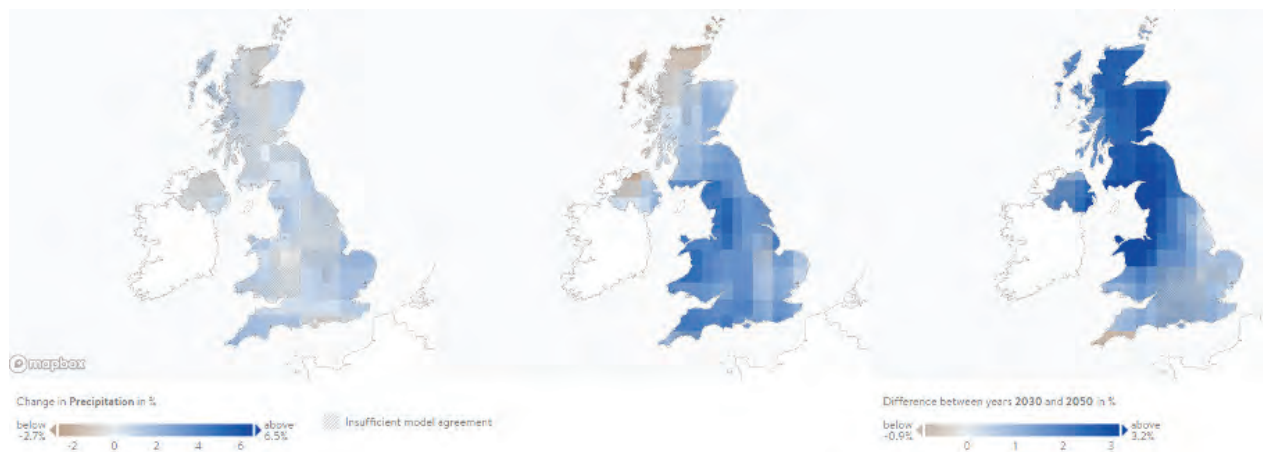 mapbox
Change in Precipitation in %
below
-2.7%
above
6.5%
-2 0 2 4 6
Insufficient model agreement
Difference between years 2030 and 2050 in %
below
-0.9%
above
3.2%
0 1 2 3